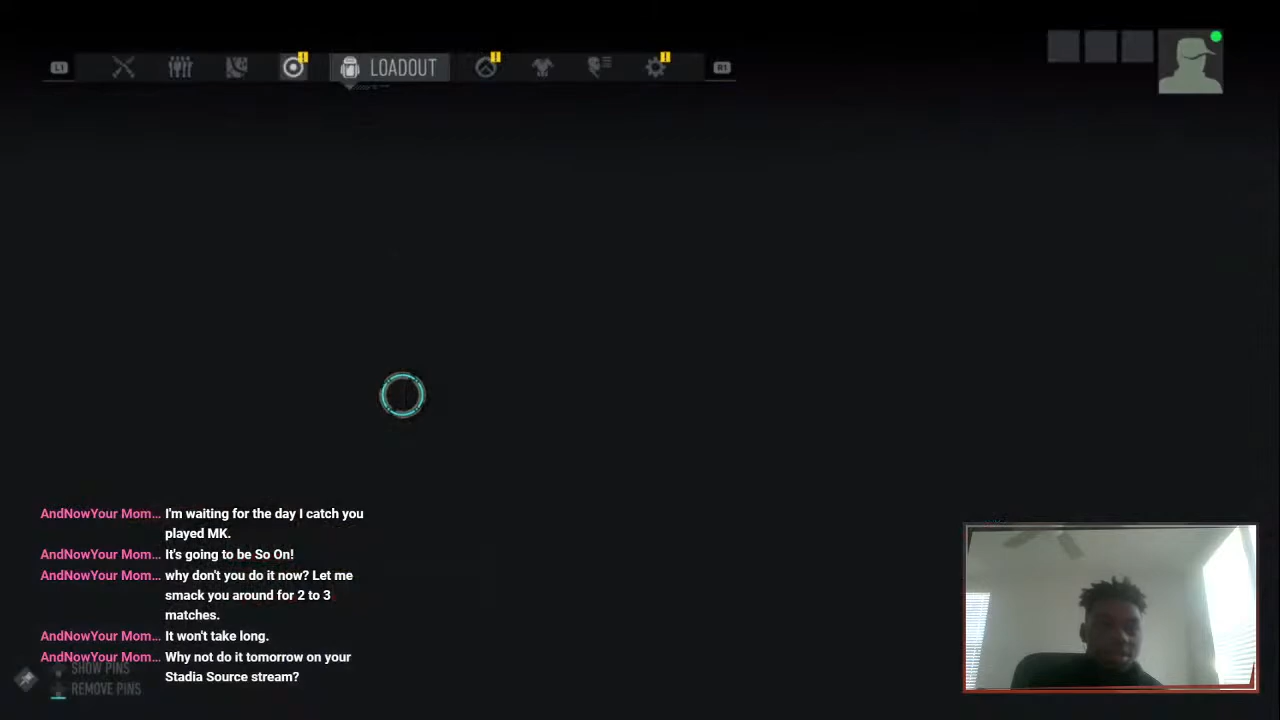 L1
LOADOUT
R1
AndNowYour Mom... I'm waiting for the day I catch you
played MK.
AndNowYour Mom... It's going to be So On!
AndNowYour Mom... why don't you do it now? Let me
smack you around for 2 to 3
matches.
AndNowYour Mom... It won't take long
AndNowYour Mom... Why not do it tomorrow on your
Stadia Source stream?
SHOW PINS
REMOVE PINS